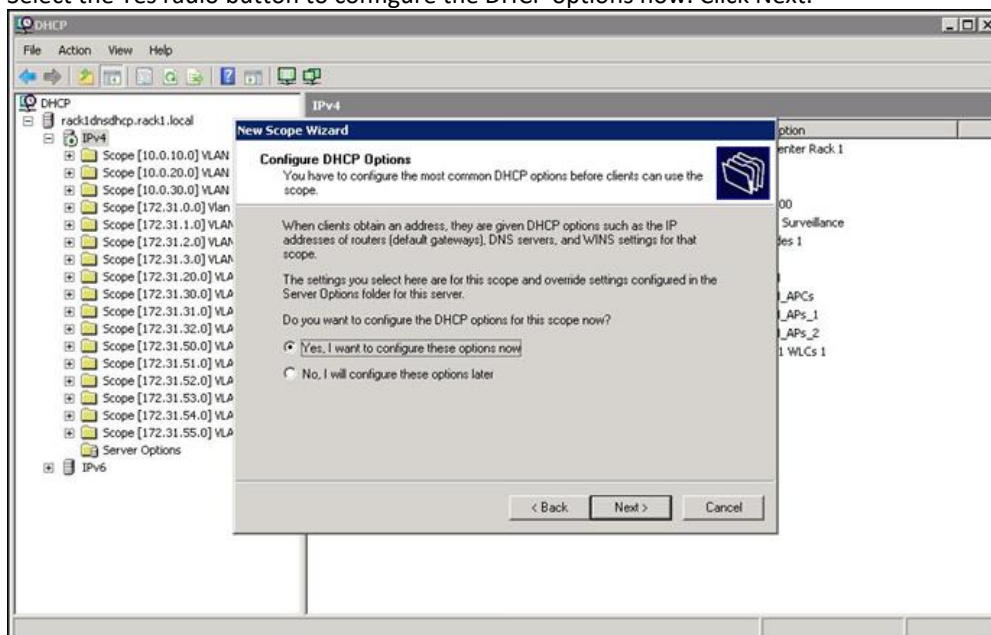 Select the Yes radio button to configure the DHCP options now. Click Next.
DHCP
File Action View Help
DHCP
rack1dnsdhcp.rack1.local
IPv4
Scope [10.0.10.0] VLAN
Scope [10.0.20.0] VLAN
Scope [10.0.30.0] VLAN
Scope [172.31.0.0] Vlan
Scope [172.31.1.0] VLAN
Scope [172.31.2.0] VLAN
Scope [172.31.3.0] VLAN
Scope [172.31.20.0] VLA
Scope [172.31.30.0] VLA
Scope [172.31.31.0] VLA
Scope [172.31.32.0] VLA
Scope [172.31.50.0] VLA
Scope [172.31.51.0] VLA
Scope [172.31.52.0] VLA
Scope [172.31.53.0] VLA
Scope [172.31.54.0] VLA
Scope [172.31.55.0] VLA
Server Options
IPv6
IPv4
New Scope Wizard
Configure DHCP Options
You have to configure the most common DHCP options before clients can use the
scope.
When clients obtain an address, they are given DHCP options such as the IP
addresses of routers (default gateways), DNS servers, and WINS settings for that
scope.
The settings you select here are for this scope and override settings configured in the
Server Options folder for this server.
Do you want to configure the DHCP options for this scope now?
Yes, I want to configure these options now
No, I will configure these options later
< Back Next > Cancel
ption
enter Rack 1
00
Surveillance
des 1
_APCs
_APs_1
_APs_2
1 WLCs 1